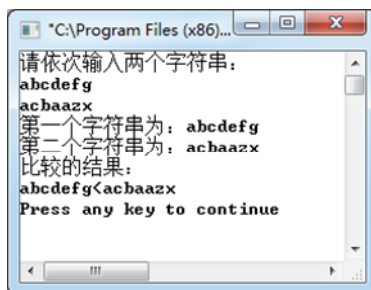 "C:\Program Files (x86)...
请依次输入两个字符串：
abcdefg
acbaazx
第一个字符串为：abcdefg
第二个字符串为：acbaazx
比较的结果：
abcdefg<acbaazx
Press any key to continue